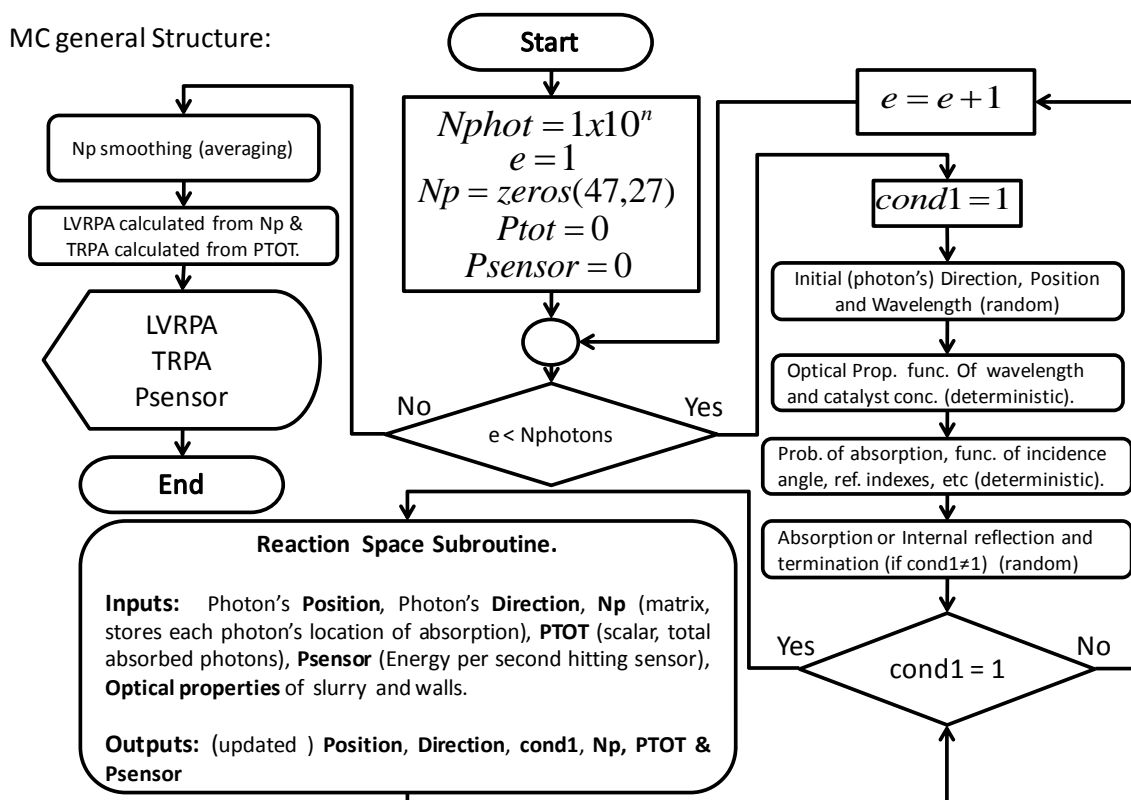 MC general Structure:
Start
Nphot = 1x10^n
e = 1
Np = zeros(47,27)
Ptot = 0
Psensor = 0
e = e + 1
cond1 = 1
Initial (photon's) Direction, Position
and Wavelength (random)
Optical Prop. func. Of wavelength
and catalyst conc. (deterministic).
Prob. of absorption, func. of incidence
angle, ref. indexes, etc (deterministic).
Absorption or Internal reflection and
termination (if cond1≠1) (random)
Yes
No
cond1 = 1
No
Yes
e < Nphotons
Np smoothing (averaging)
LVRPA calculated from Np &
TRPA calculated from PTOT.
LVRPA
TRPA
Psensor
End
Reaction Space Subroutine.
Inputs: Photon's Position, Photon's Direction, Np (matrix,
stores each photon's location of absorption), PTOT (scalar, total
absorbed photons), Psensor (Energy per second hitting sensor),
Optical properties of slurry and walls.
Outputs: (updated ) Position, Direction, cond1, Np, PTOT &
Psensor